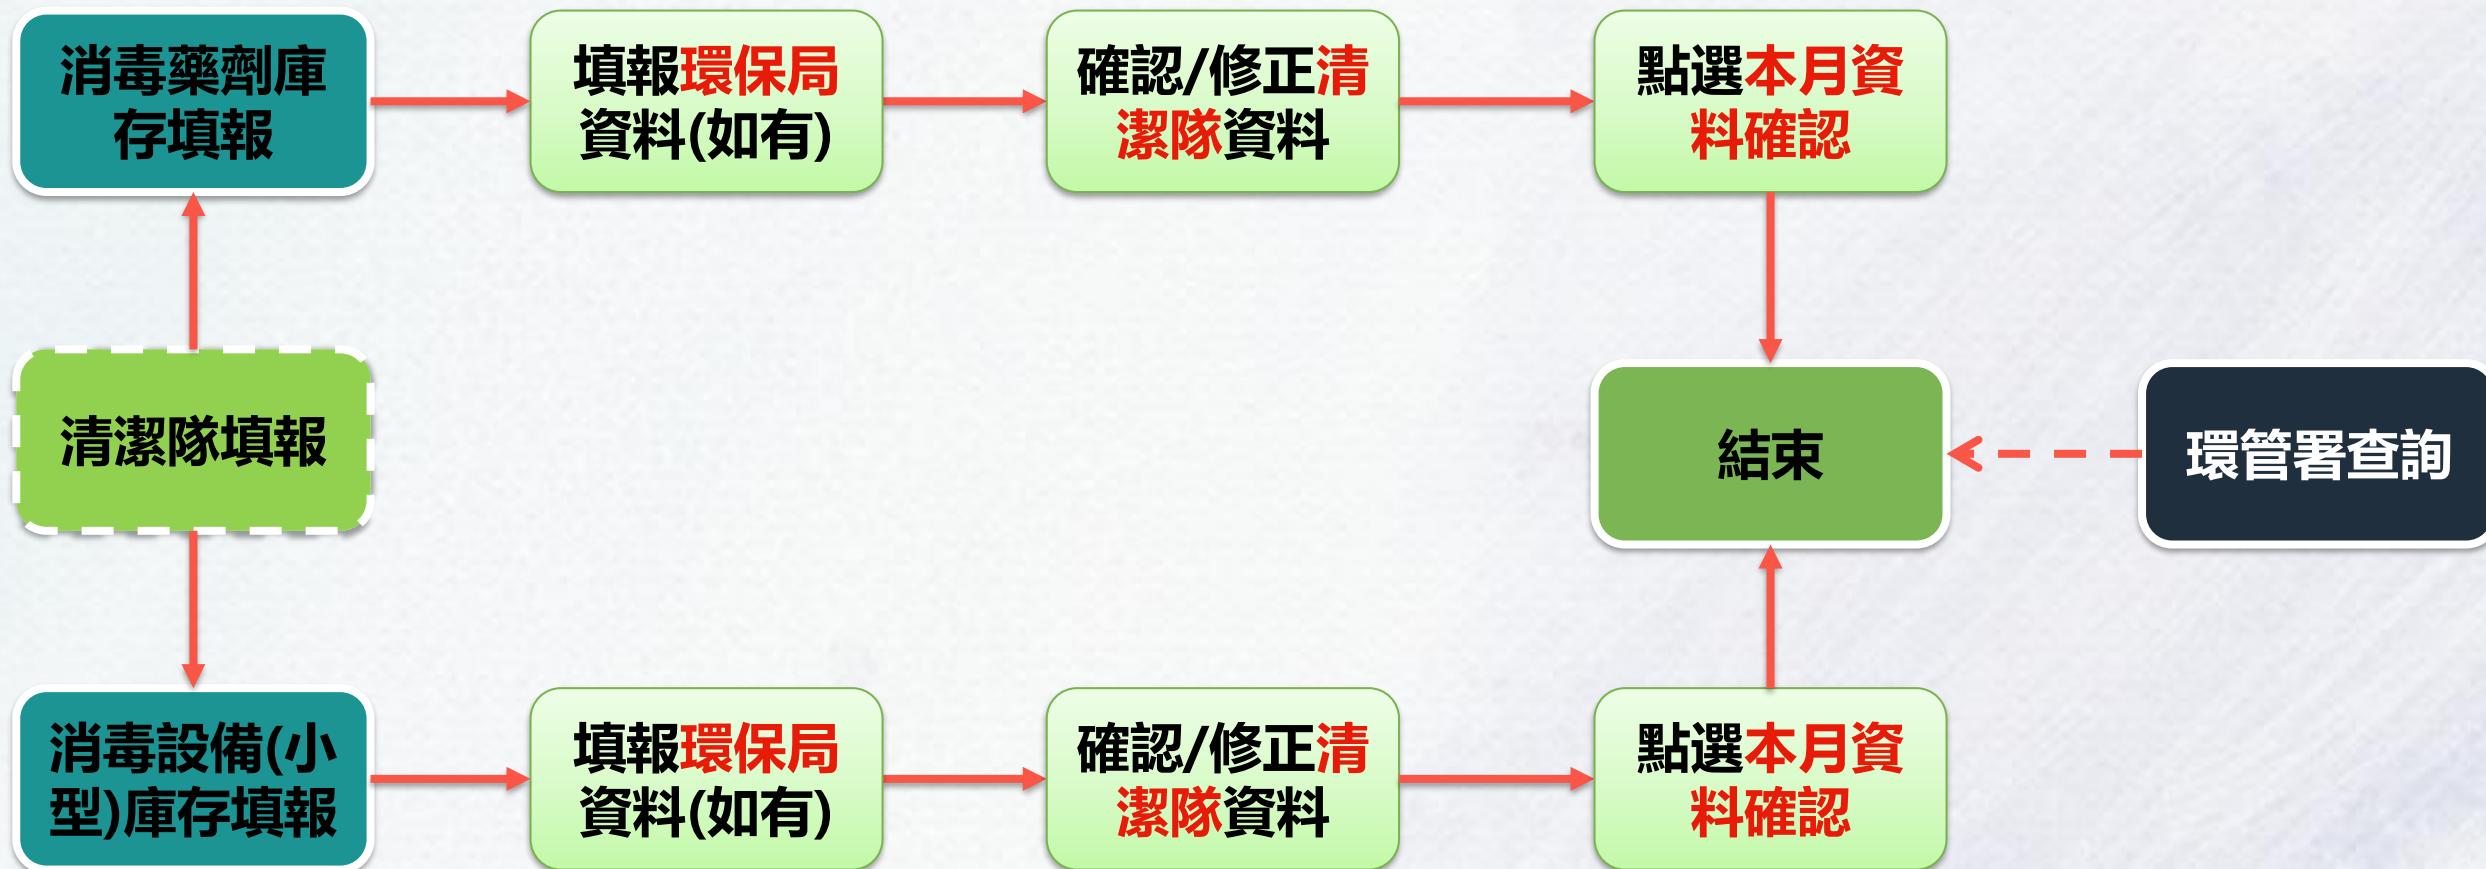 消毒藥劑庫
存填報
填報環保局
資料(如有)
確認/修正清
潔隊資料
點選本月資
料確認
清潔隊填報
結束
環管署查詢
消毒設備(小
型)庫存填報
填報環保局
資料(如有)
確認/修正清
潔隊資料
點選本月資
料確認